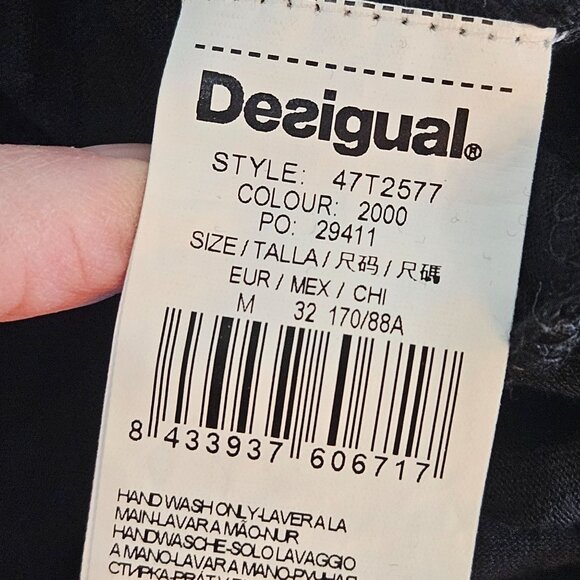 Desigual®
STYLE: 47T2577
COLOUR: 2000
PO: 29411
SIZE / TALLA / 尺码 / 尺碼
EUR / MEX / CHI
M 32 170/88A
8 433937 606717
HAND WASH ONLY-LAVER A LA
MAIN-LAVAR A MÃO-NUR
HANDWASCHE-SOLO LAVAGGIO
A MANO-LAVAR A MANO-РУЧНАЯ